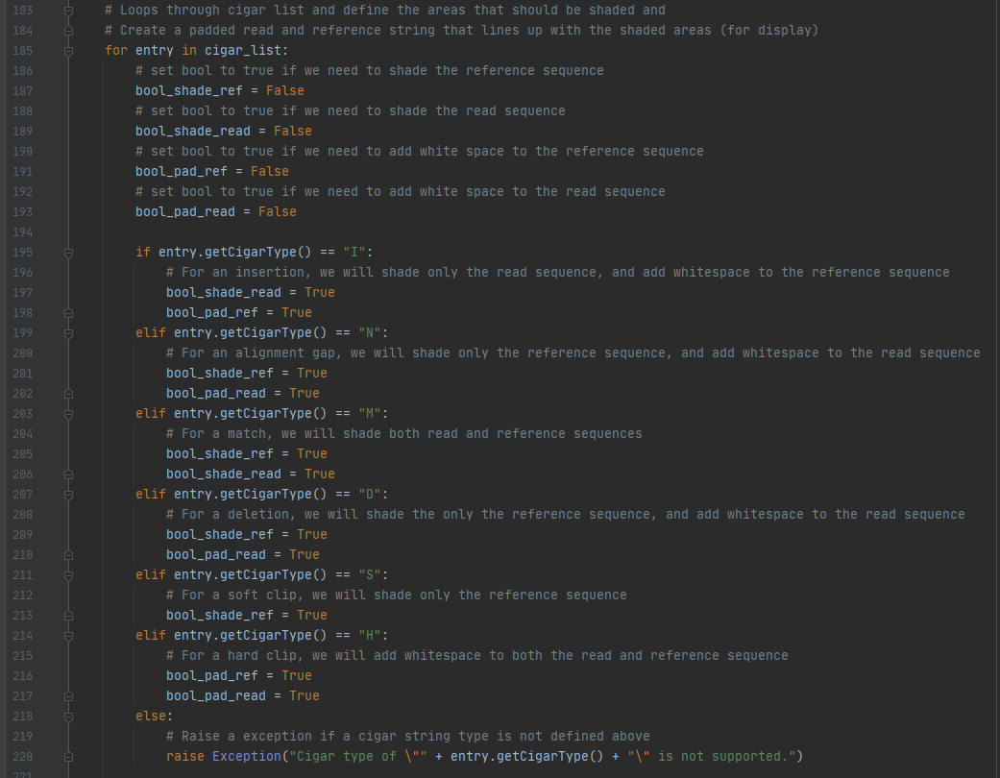 183 # Loops through cigar list and define the areas that should be shaded and
184 # Create a padded read and reference string that lines up with the shaded areas (for display)
185 for entry in cigar_list:
186 # set bool to true if we need to shade the reference sequence
187 bool_shade_ref = False
188 # set bool to true if we need to shade the read sequence
189 bool_shade_read = False
190 # set bool to true if we need to add white space to the reference sequence
191 bool_pad_ref = False
192 # set bool to true if we need to add white space to the read sequence
193 bool_pad_read = False
194
195 if entry.getCigarType() == "I":
196 # For an insertion, we will shade only the read sequence, and add whitespace to the reference sequence
197 bool_shade_read = True
198 bool_pad_ref = True
199 elif entry.getCigarType() == "N":
200 # For an alignment gap, we will shade only the reference sequence, and add whitespace to the read sequence
201 bool_shade_ref = True
202 bool_pad_read = True
203 elif entry.getCigarType() == "M":
204 # For a match, we will shade both read and reference sequences
205 bool_shade_ref = True
206 bool_shade_read = True
207 elif entry.getCigarType() == "D":
208 # For a deletion, we will shade the only the reference sequence, and add whitespace to the read sequence
209 bool_shade_ref = True
210 bool_pad_read = True
211 elif entry.getCigarType() == "S":
212 # For a soft clip, we will shade only the reference sequence
213 bool_shade_ref = True
214 elif entry.getCigarType() == "H":
215 # For a hard clip, we will add whitespace to both the read and reference sequence
216 bool_pad_ref = True
217 bool_pad_read = True
218 else:
219 # Raise a exception if a cigar string type is not defined above
220 raise Exception("Cigar type of \"" + entry.getCigarType() + "\" is not supported.")
221